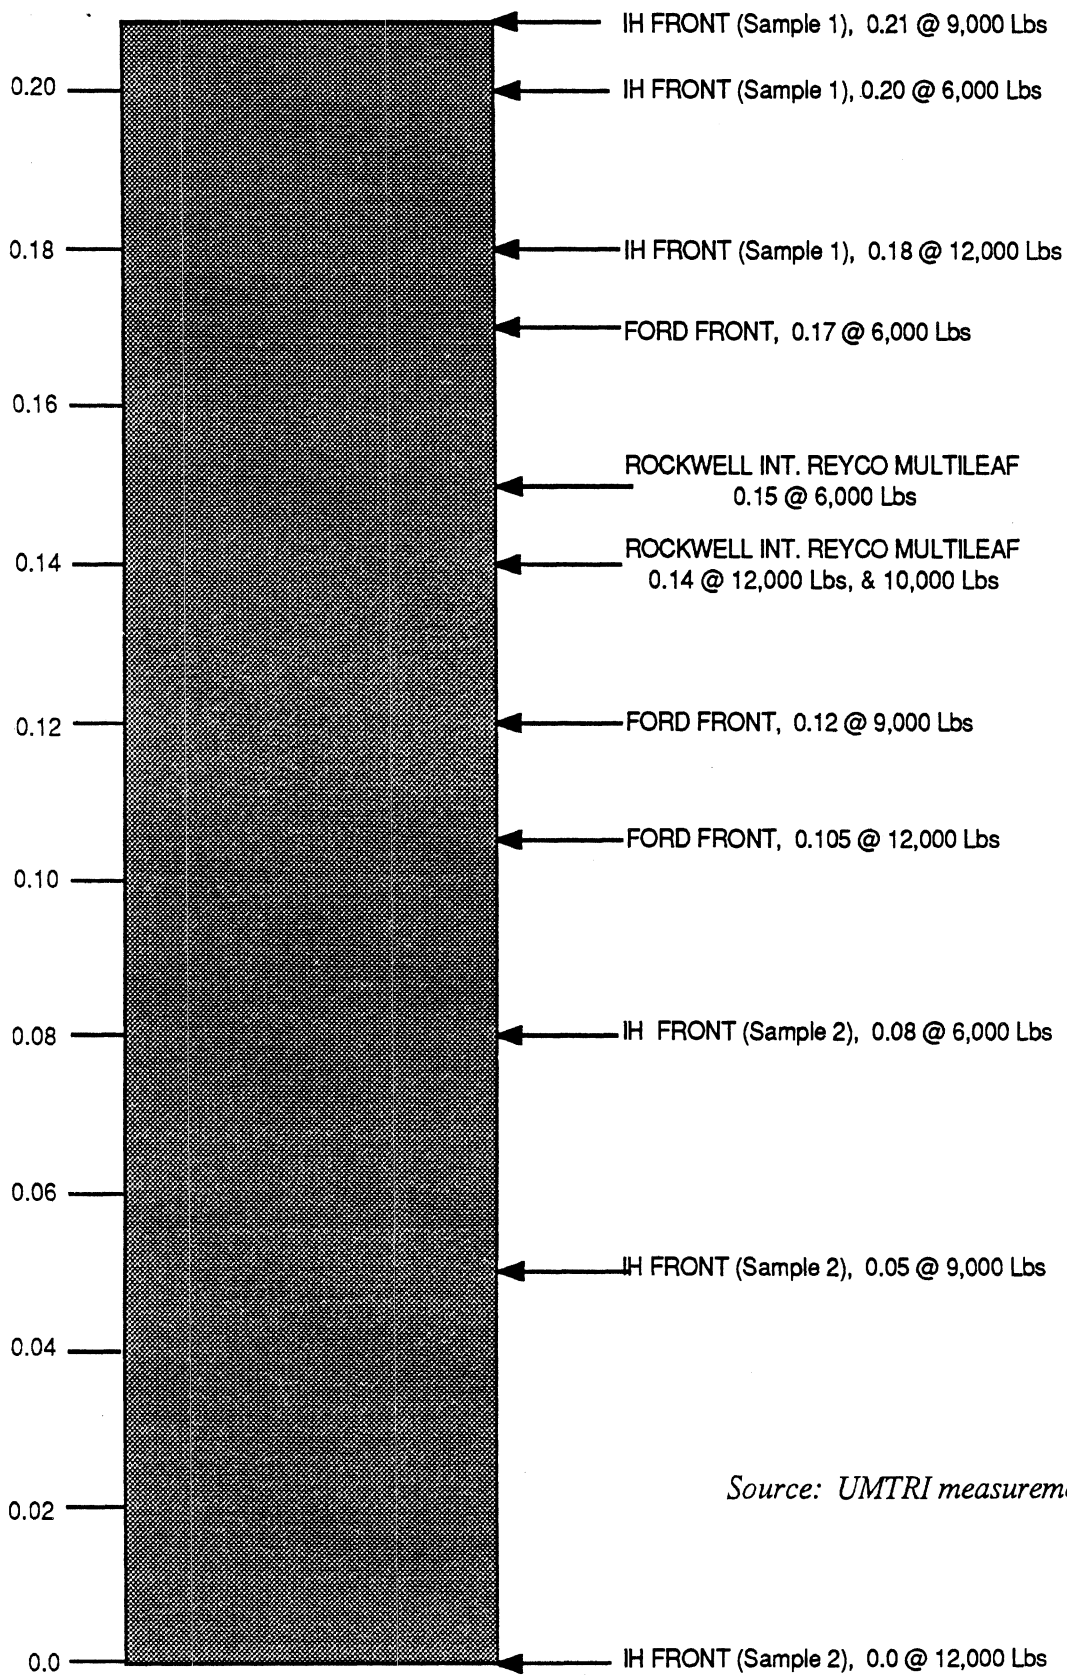 IH FRONT (Sample 1), 0.21 @ 9,000 Lbs
0.20
IH FRONT (Sample 1), 0.20 @ 6,000 Lbs
0.18
IH FRONT (Sample 1), 0.18 @ 12,000 Lbs
FORD FRONT, 0.17 @ 6,000 Lbs
0.16
ROCKWELL INT. REYCO MULTILEAF
0.15 @ 6,000 Lbs
ROCKWELL INT. REYCO MULTILEAF
0.14
0.14 @ 12,000 Lbs, & 10,000 Lbs
0.12
FORD FRONT, 0.12 @ 9,000 Lbs
FORD FRONT, 0.105 @ 12,000 Lbs
0.10
0.08
IH FRONT (Sample 2), 0.08 @ 6,000 Lbs
0.06
IH FRONT (Sample 2), 0.05 @ 9,000 Lbs
0.04
Source: UMTRI
0.02
0.0
IH FRONT (Sample 2), 0.0 @ 12,000 Lbs